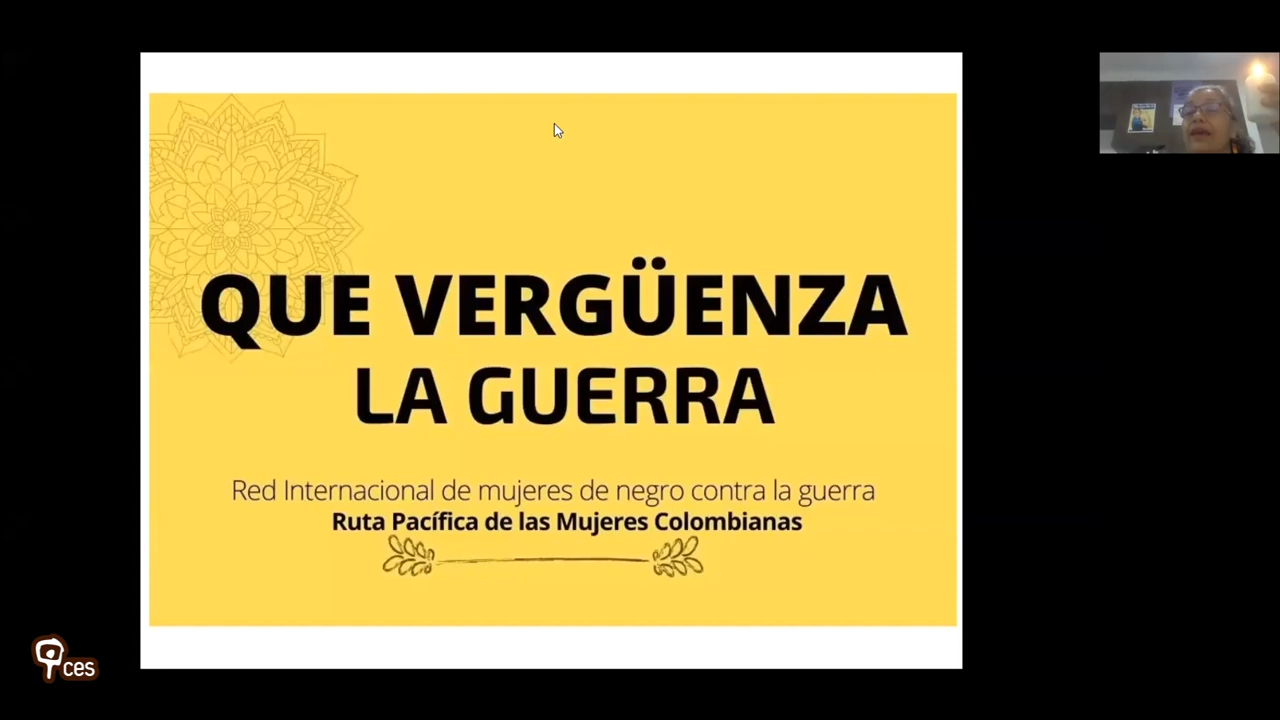 QUE VERGÜENZA
LA GUERRA
Red Internacional de mujeres de negro contra la guerra
Ruta Pacífica de las Mujeres Colombianas
ces